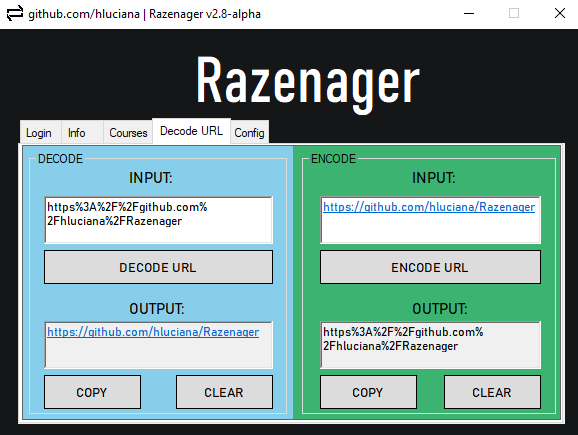 github.com/hluciana | Razenager v2.8-alpha
Razenager
Login Info Courses Decode URL Config
DECODE
INPUT:
https%3A%2F%2Fgithub.com%
2Fhluciana%2FRazenager
DECODE URL
OUTPUT:
https://github.com/hluciana/Razenager
COPY CLEAR
ENCODE
INPUT:
https://github.com/hluciana/Razenager
ENCODE URL
OUTPUT:
https%3A%2F%2Fgithub.com%
2Fhluciana%2FRazenager
COPY CLEAR